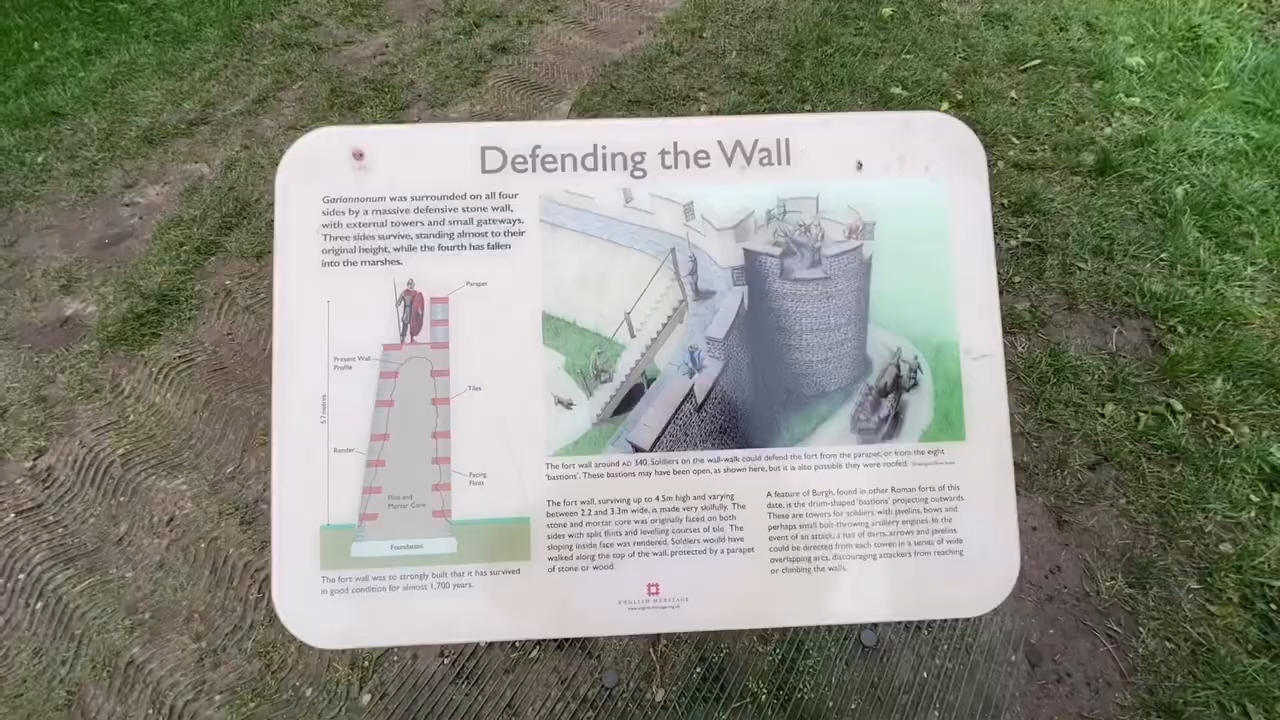 Defending the Wall
Gariannonum was surrounded on all four
sides by a massive defensive stone wall,
with external towers and small gateways.
Three sides survive, standing almost to their
original height, while the fourth has fallen
into the marshes.
Parapet
Present Wall
Profile
Tiles
5.7 metres
Render
Facing
Flints
Flint and
Mortar Core
Foundation
The fort wall was so strongly built that it has survived
in good condition for almost 1,700 years.
The fort wall around AD 340. Soldiers on the wall-walk could defend the fort from the parapet, or from the eight
'bastions'. These bastions may have been open, as shown here, but it is also possible they were roofed.
The fort wall, surviving up to 4.5m high and varying
between 2.2 and 3.3m wide, is made very skilfully. The
stone and mortar core was originally faced on both
sides with split flints and levelling courses of tile. The
sloping inside face was rendered. Soldiers would have
walked along the top of the wall, protected by a parapet
of stone or wood.
A feature of Burgh, found in other Roman forts of this
date, is the drum-shaped 'bastions' projecting outwards.
These are towers for soldiers with javelins, bows and
perhaps small bolt-throwing artillery engines. In the
event of an attack, a hail of darts, arrows and javelins
could be directed from each tower in a series of wide
overlapping arcs, discouraging attackers from reaching
or climbing the walls.
ENGLISH HERITAGE
www.english-heritage.org.uk